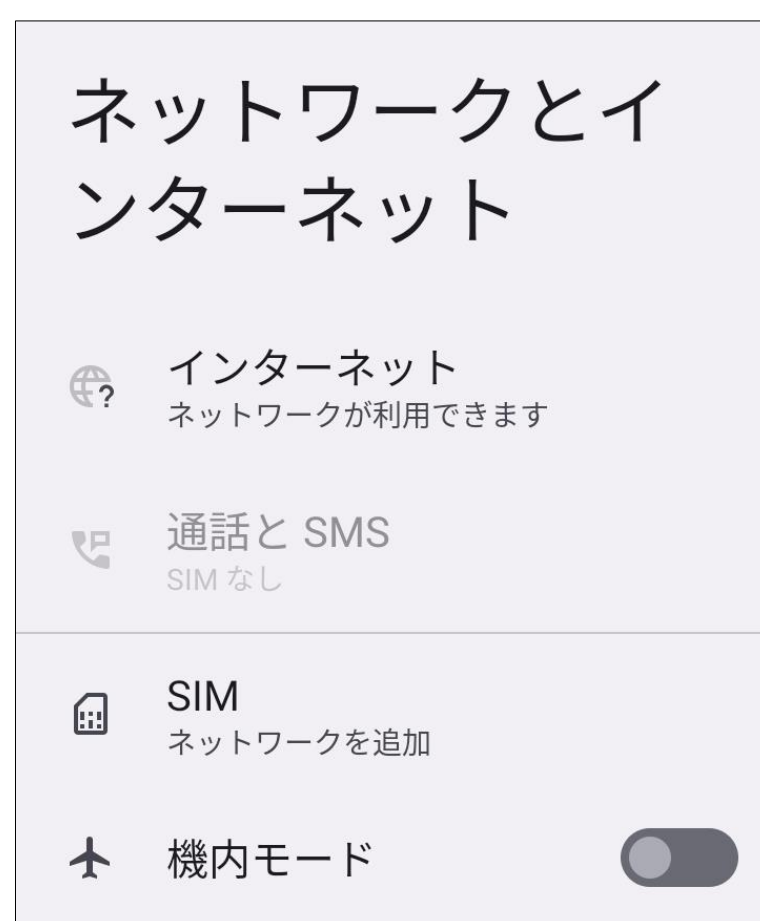 ネットワークとイ
ンターネット
インターネット
ネットワークが利用できます
通話と SMS
SIM なし
SIM
ネットワークを追加
機内モード